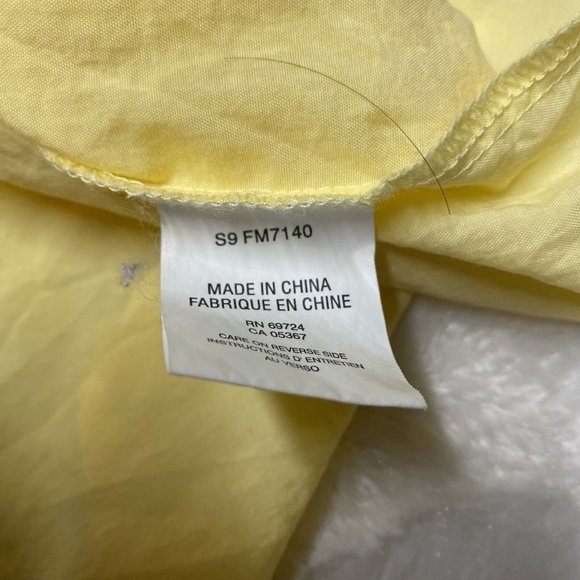 S9 FM7140
MADE IN CHINA
FABRIQUE EN CHINE
RN 69724
CA 05367
CARE ON REVERSE SIDE
INSTRUCTIONS D' ENTRETIEN
AU VERSO